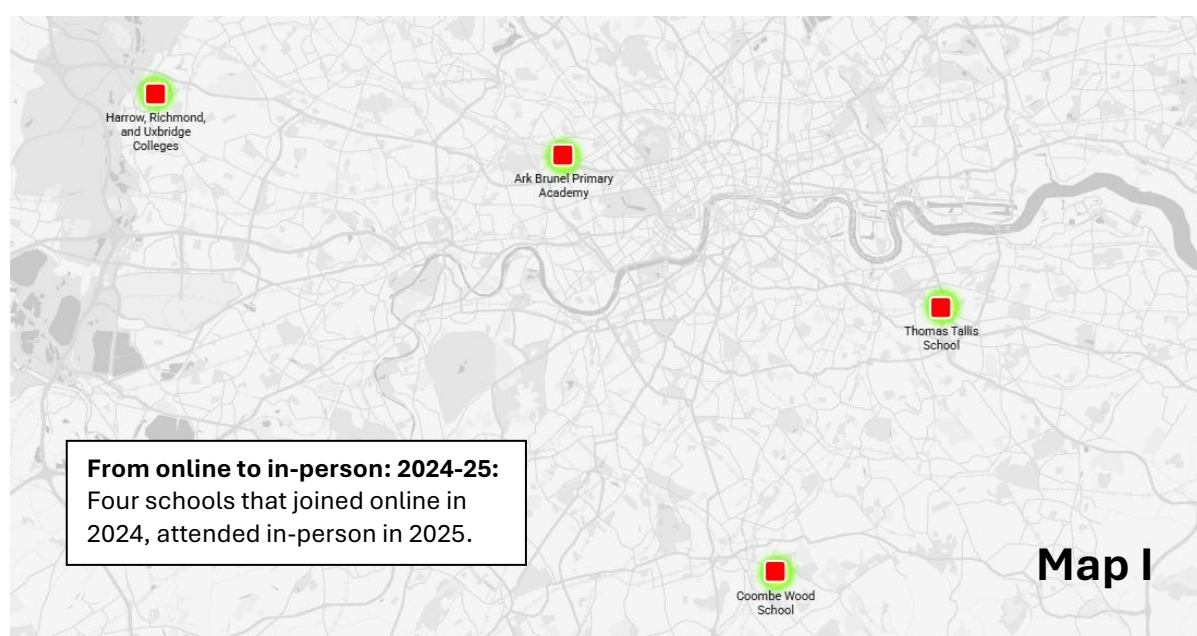 Harrow, Richmond,
and Uxbridge
Colleges
Ark Brunel Primary
Academy
Thomas Tallis
School
From online to in-person: 2024-25:
Four schools that joined online in
2024, attended in-person in 2025.
Map I
Coombe Wood
School